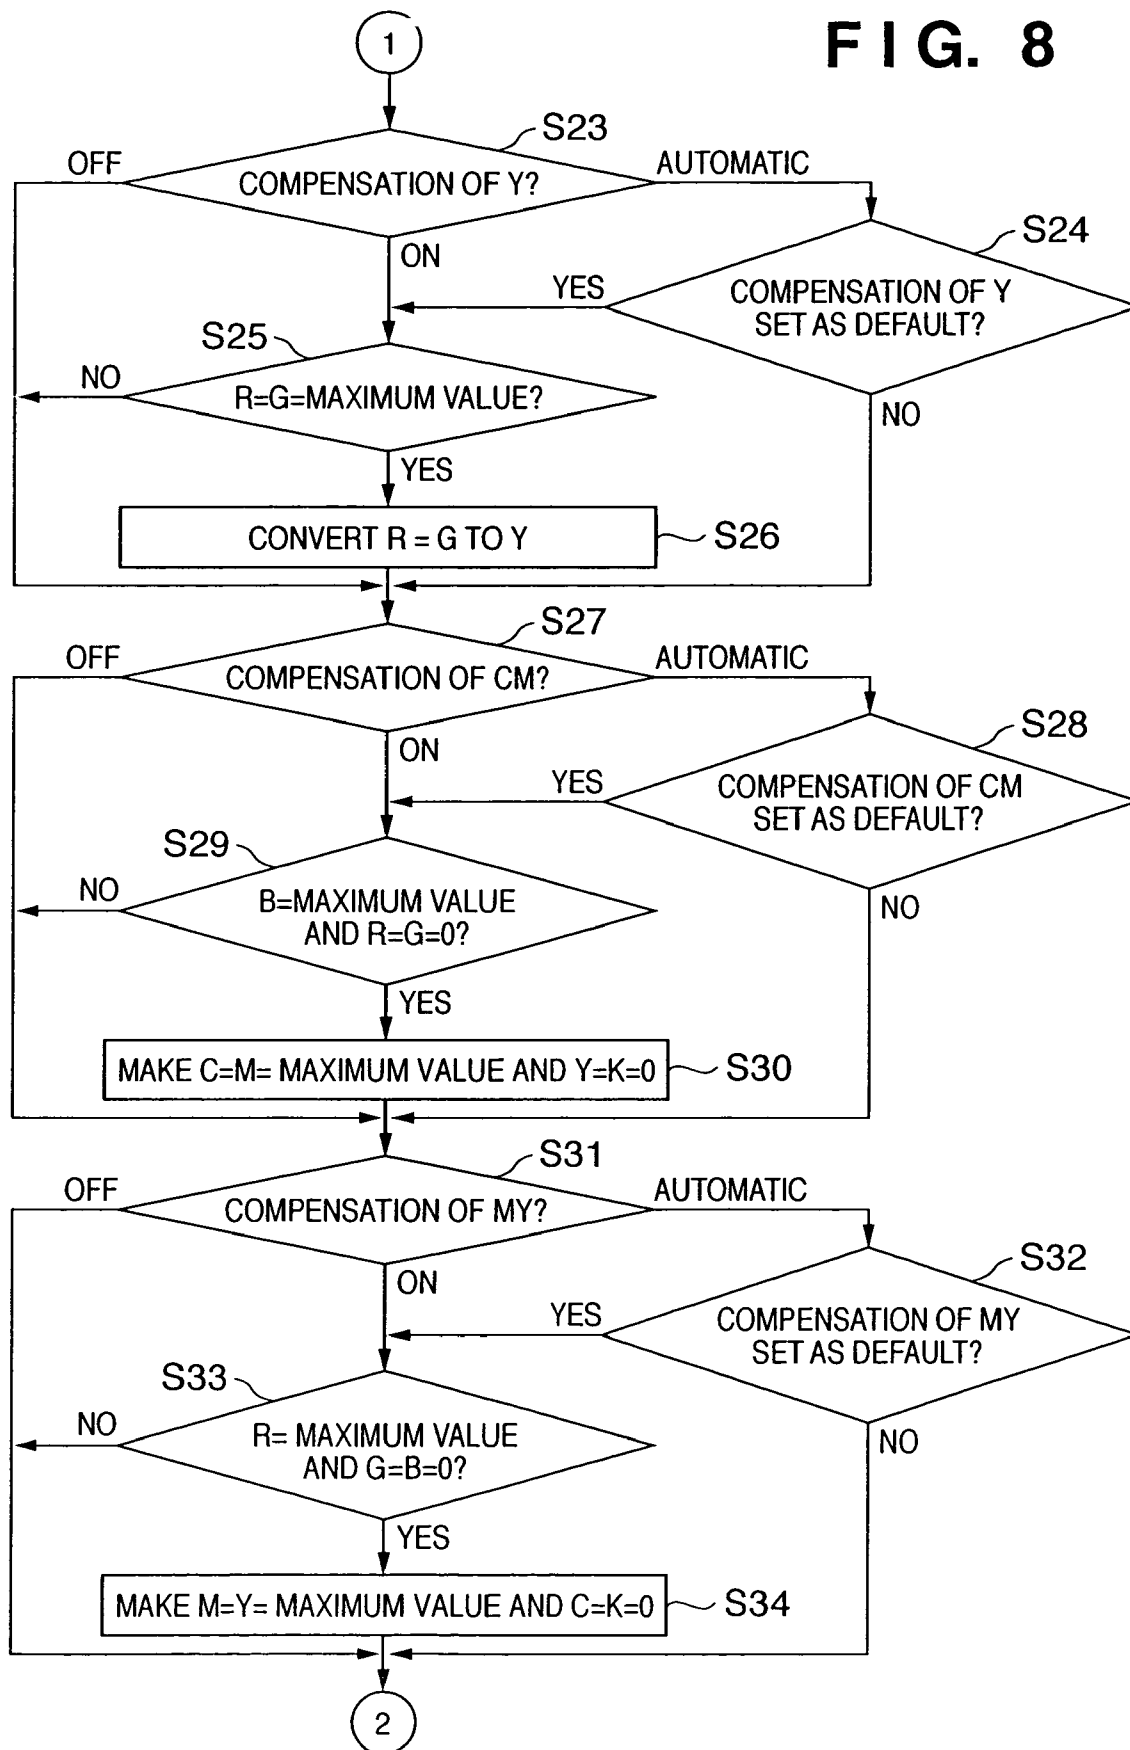 FIG. 8
1
S23
OFF
COMPENSATION OF Y?
AUTOMATIC
S24
ON
YES
COMPENSATION OF Y
SET AS DEFAULT?
S25
NO
R=G=MAXIMUM VALUE?
NO
YES
CONVERT R = G TO Y
S26
S27
OFF
COMPENSATION OF CM?
AUTOMATIC
S28
ON
YES
COMPENSATION OF CM
SET AS DEFAULT?
S29
NO
B=MAXIMUM VALUE
AND R=G=0?
NO
YES
MAKE C=M= MAXIMUM VALUE AND Y=K=0
S30
S31
OFF
COMPENSATION OF MY?
AUTOMATIC
S32
ON
YES
COMPENSATION OF MY
SET AS DEFAULT?
S33
NO
R= MAXIMUM VALUE
AND G=B=0?
NO
YES
MAKE M=Y= MAXIMUM VALUE AND C=K=0
S34
2